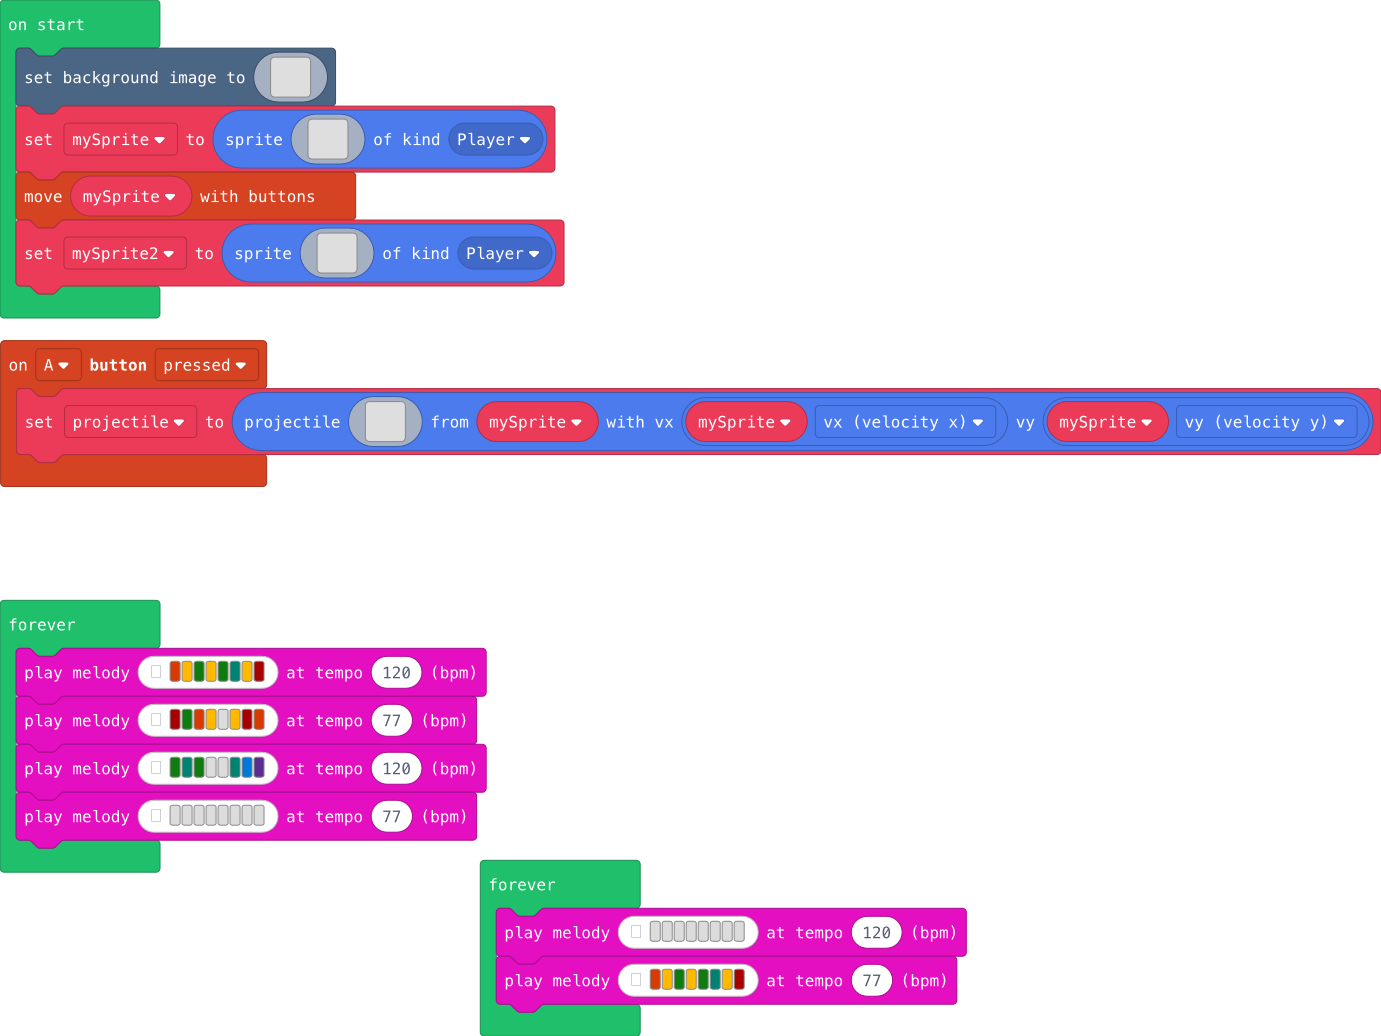 on start
set background image to
set mySprite to sprite of kind Player
move mySprite with buttons
set mySprite2 to sprite of kind Player
on A button pressed
set projectile to projectile from mySprite with vx mySprite vx (velocity x) vy mySprite vy (velocity y)
forever
play melody at tempo 120 (bpm)
play melody at tempo 77 (bpm)
play melody at tempo 120 (bpm)
play melody at tempo 77 (bpm)
forever
play melody at tempo 120 (bpm)
play melody at tempo 77 (bpm)